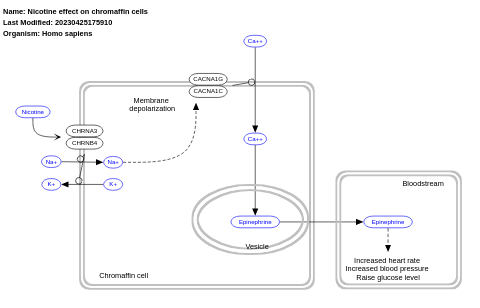 Name: Nicotine effect on chromaffin cells
Last Modified: 20230425175910
Organism: Homo sapiens
Ca++
CACNA1G
CACNA1C
Membrane
depolarization
Nicotine
CHRNA3
CHRNB4
Ca++
Na+
Na+
K+
K+
Bloodstream
Epinephrine
Epinephrine
Vesicle
Increased heart rate
Increased blood pressure
Raise glucose level
Chromaffin cell